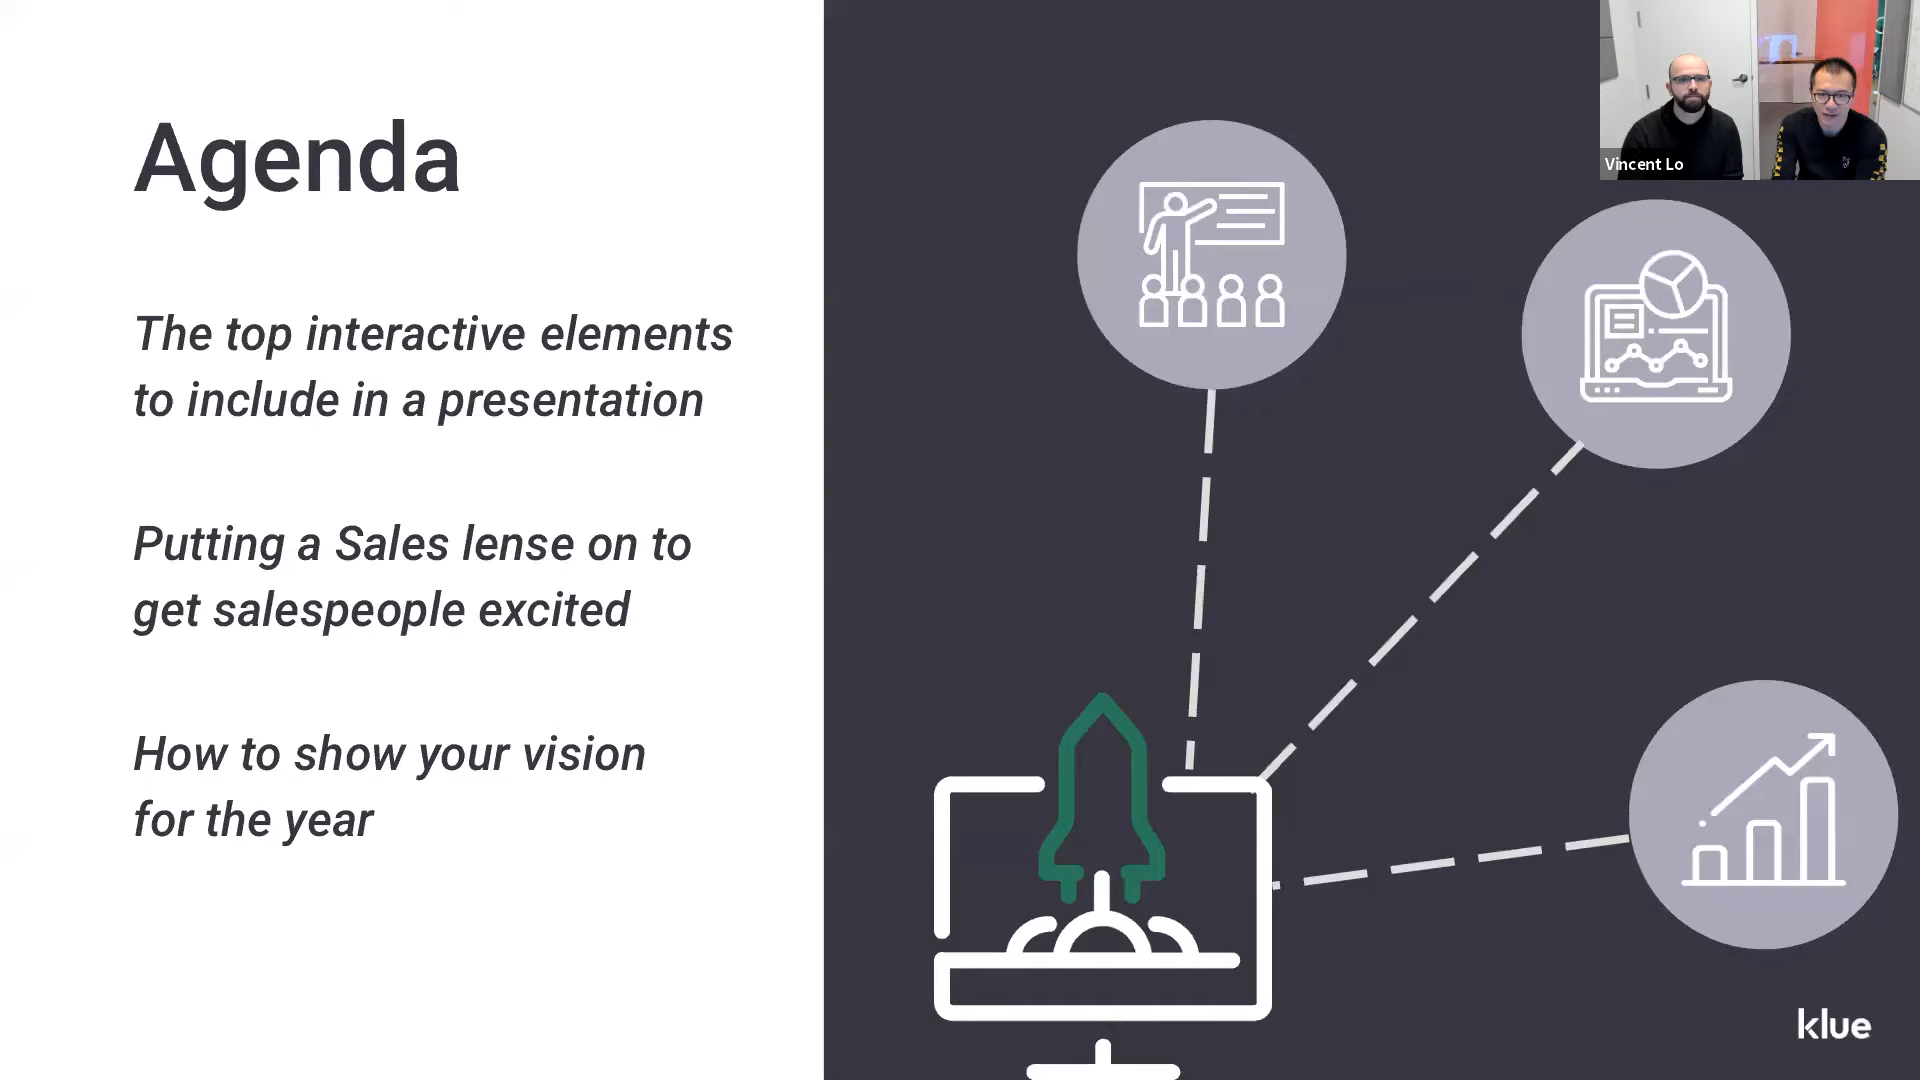 Agenda
The top interactive elements
to include in a presentation
Putting a Sales lense on to
get salespeople excited
How to show your vision
for the year
Vincent Lo
klue